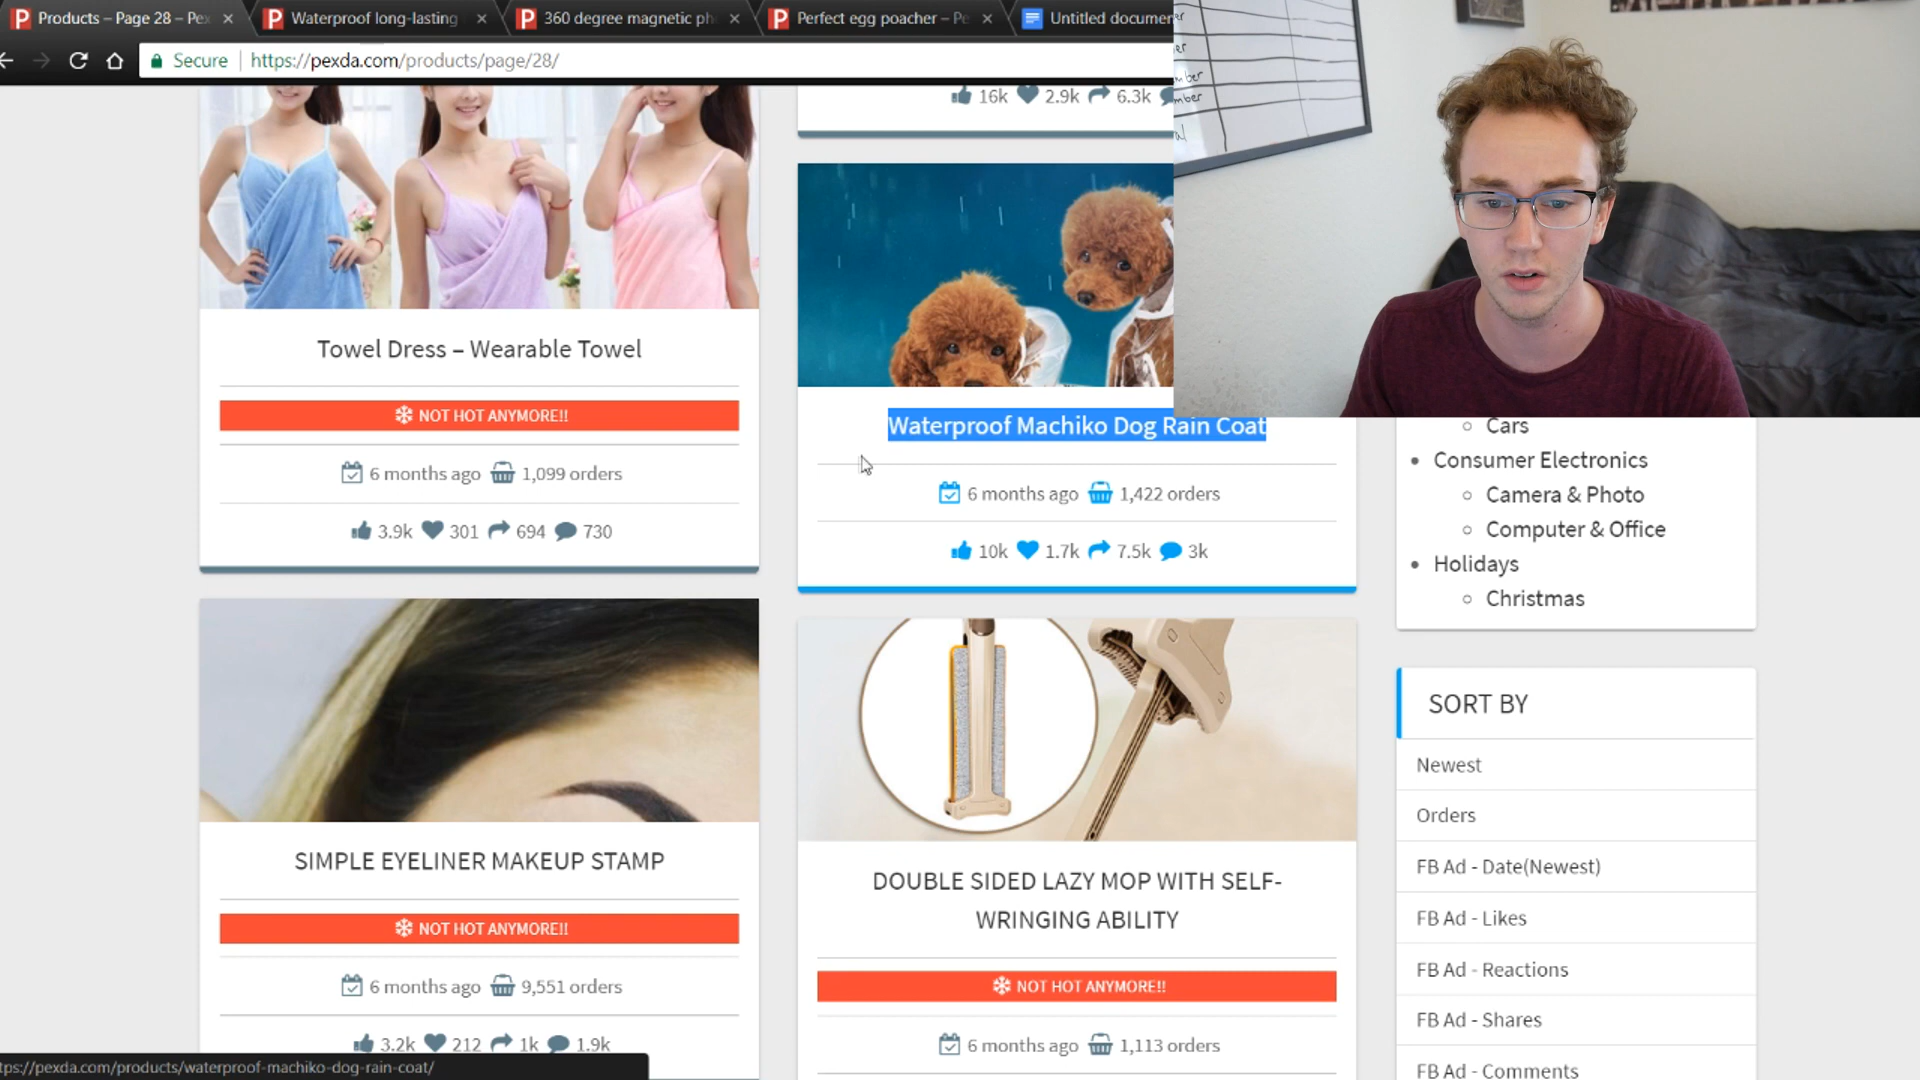 Products – Page 28 – Pex
Waterproof long-lasting
360 degree magnetic ph
Perfect egg poacher – Pe
Untitled documen
Secure
https://pexda.com/products/page/28/
16k 2.9k 6.3k
Towel Dress – Wearable Towel
NOT HOT ANYMORE!!
6 months ago 1,099 orders
3.9k 301 694 730
Waterproof Machiko Dog Rain Coat
6 months ago 1,422 orders
10k 1.7k 7.5k 3k
SIMPLE EYELINER MAKEUP STAMP
NOT HOT ANYMORE!!
6 months ago 9,551 orders
3.2k 212 1k 1.9k
DOUBLE SIDED LAZY MOP WITH SELF-
WRINGING ABILITY
NOT HOT ANYMORE!!
6 months ago 1,113 orders
Cars
Consumer Electronics
Camera & Photo
Computer & Office
Holidays
Christmas
SORT BY
Newest
Orders
FB Ad - Date(Newest)
FB Ad - Likes
FB Ad - Reactions
FB Ad - Shares
FB Ad - Comments
tps://pexda.com/products/waterproof-machiko-dog-rain-coat/